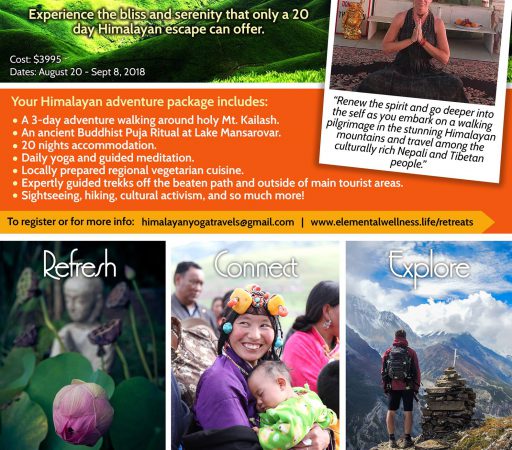 Experience the bliss and serenity that only a 20
day Himalayan escape can offer.
Cost: $3995
Dates: August 20 - Sept 8, 2018
"Renew the spirit and go deeper into
the self as you embark on a walking
pilgrimage in the stunning Himalayan
mountains and travel among the
culturally rich Nepali and Tibetan
people."
Your Himalayan adventure package includes:
• A 3-day adventure walking around holy Mt. Kailash.
• An ancient Buddhist Puja Ritual at Lake Mansarovar.
• 20 nights accommodation.
• Daily yoga and guided meditation.
• Locally prepared regional vegetarian cuisine.
• Expertly guided treks off the beaten path and outside of main tourist areas.
• Sightseeing, hiking, cultural activism, and so much more!
To register or for more info: himalayanyogatravels@gmail.com | www.elementalwellness.life/retreats
Refresh
Connect
Explore